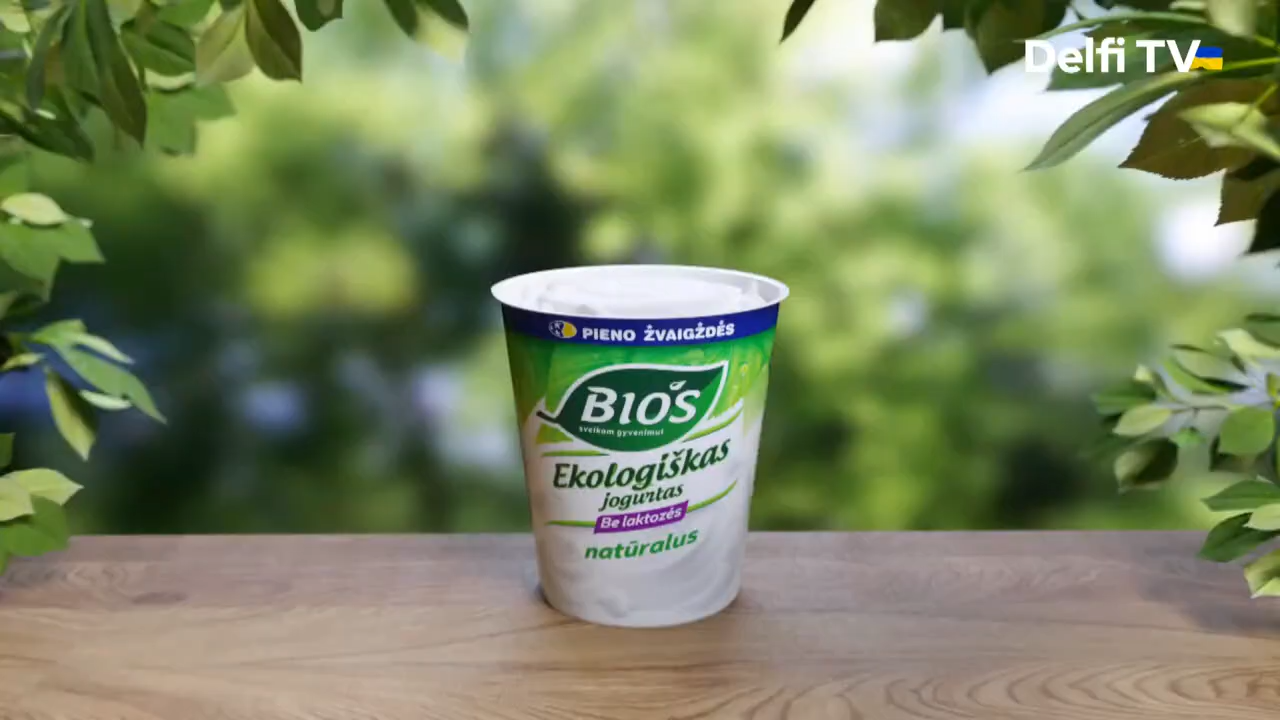 Delfi TV
PIENO ŽVAIGŽDĖS
BIOS
sveikam gyvenimui
Ekologiškas
jogurtas
Be laktozės
natūralus